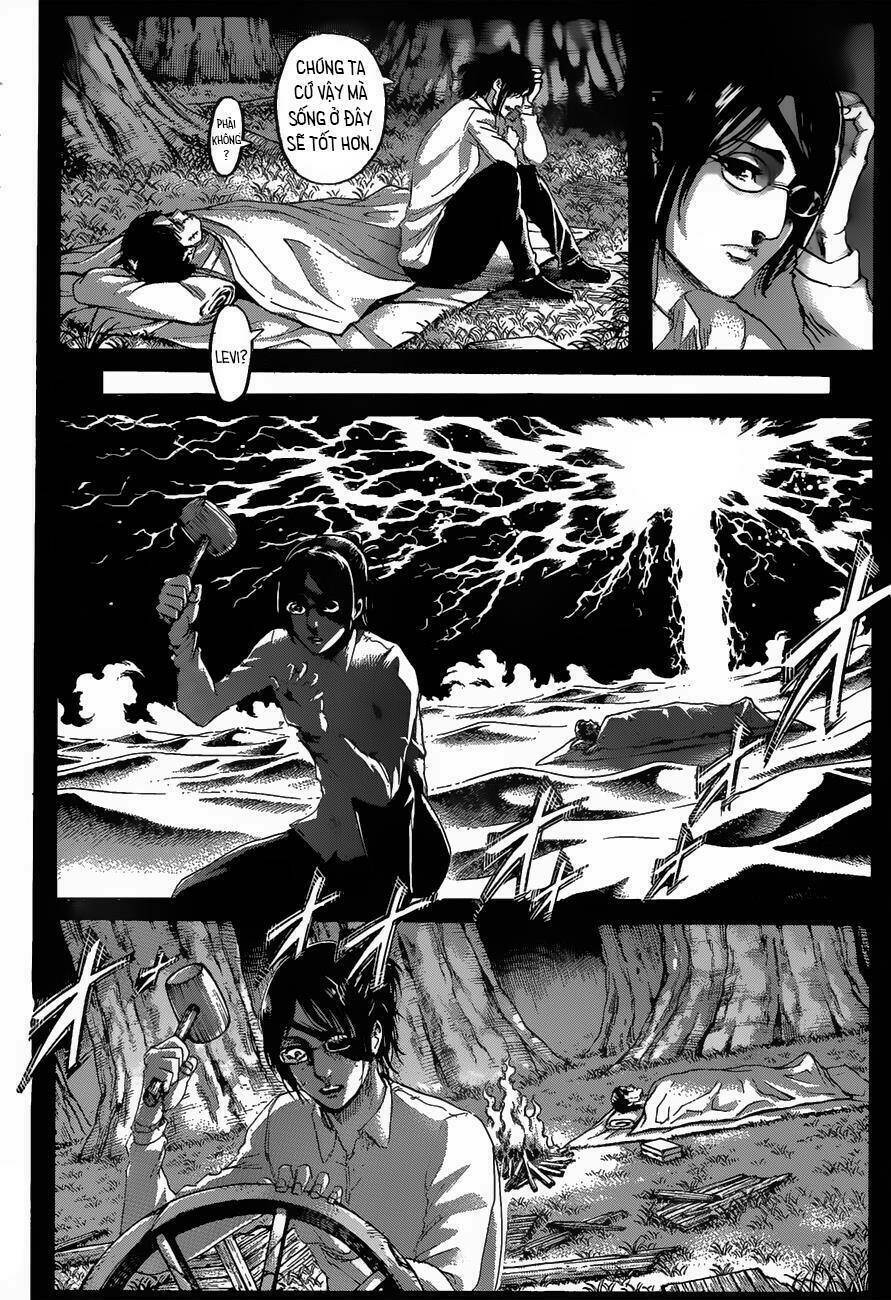 CHÚNG TA
CỨ VẬY MÀ
SỐNG Ở ĐÂY
SẼ TỐT HƠN.
PHẢI
KHÔNG
?
LEVI?